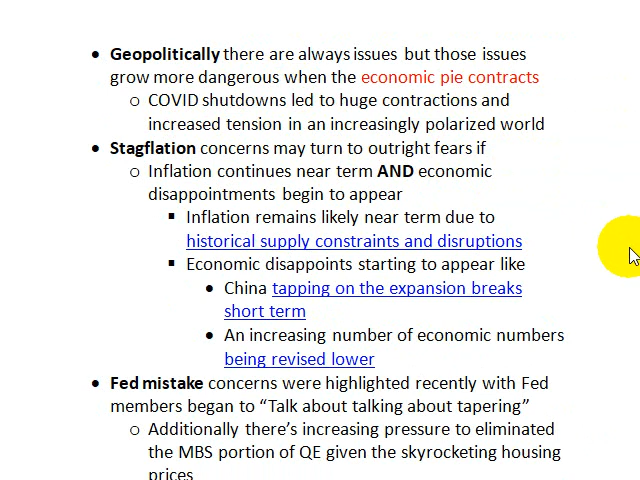 • Geopolitically there are always issues but those issues
grow more dangerous when the economic pie contracts
o COVID shutdowns led to huge contractions and
increased tension in an increasingly polarized world
• Stagflation concerns may turn to outright fears if
o Inflation continues near term AND economic
disappointments begin to appear
▪ Inflation remains likely near term due to
historical supply constraints and disruptions
▪ Economic disappoints starting to appear like
• China tapping on the expansion breaks
short term
• An increasing number of economic numbers
being revised lower
• Fed mistake concerns were highlighted recently with Fed
members began to “Talk about talking about tapering”
o Additionally there’s increasing pressure to eliminated
the MBS portion of QE given the skyrocketing housing
prices